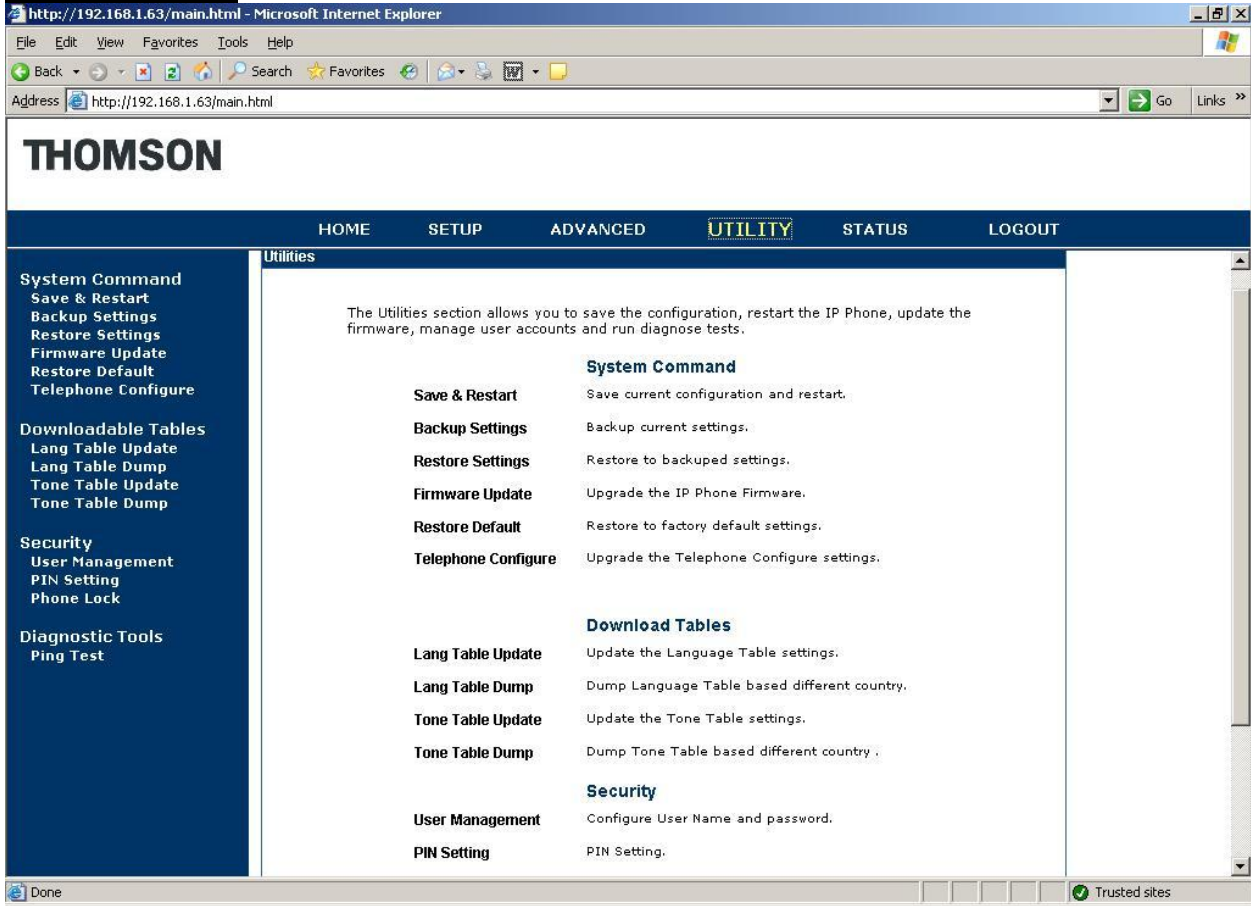 http://192.168.1.63/main.html - Microsoft Internet Explorer
File Edit View Favorites Tools Help
Back Search Favorites
Address http://192.168.1.63/main.html Go Links »
THOMSON
HOME SETUP ADVANCED UTILITY STATUS LOGOUT
System Command
Save & Restart
Backup Settings
Restore Settings
Firmware Update
Restore Default
Telephone Configure
Downloadable Tables
Lang Table Update
Lang Table Dump
Tone Table Update
Tone Table Dump
Security
User Management
PIN Setting
Phone Lock
Diagnostic Tools
Ping Test
Utilities
The Utilities section allows you to save the configuration, restart the IP Phone, update the
firmware, manage user accounts and run diagnose tests.
System Command
Save & Restart Save current configuration and restart.
Backup Settings Backup current settings.
Restore Settings Restore to backuped settings.
Firmware Update Upgrade the IP Phone Firmware.
Restore Default Restore to factory default settings.
Telephone Configure Upgrade the Telephone Configure settings.
Download Tables
Lang Table Update Update the Language Table settings.
Lang Table Dump Dump Language Table based different country.
Tone Table Update Update the Tone Table settings.
Tone Table Dump Dump Tone Table based different country .
Security
User Management Configure User Name and password.
PIN Setting PIN Setting.
Done Trusted sites